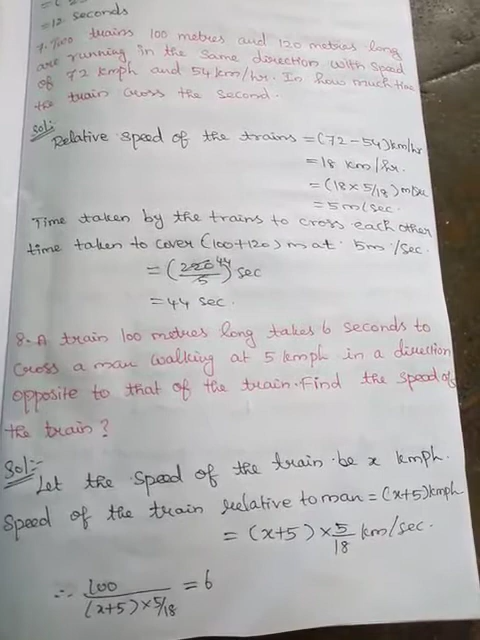 =12 seconds
7. Two trains 100 metres and 120 metres long
are running in the same direction with speed
of 72 kmph and 54 km/hr. In how much the
the train cross the second.
Sol:
Relative speed of the trains = (72-54) km/hr
= 18 km/hr.
= (18 × 5/18) m/sec
= 5m/sec.
Time taken by the trains to cross each other
time taken to cover (100+120) m at 5m/sec.
= (220/5)44 sec
= 44 sec.
8. A train 100 metres long takes 6 seconds to
cross a man walking at 5 kmph in a direction
opposite to that of the train. Find the speed of
the train?
Sol:-
Let the speed of the train be x kmph.
Speed of the train relative to man = (x+5) kmph
= (x+5) × 5/18 km/sec.
∴ 100/((x+5)×5/18) = 6